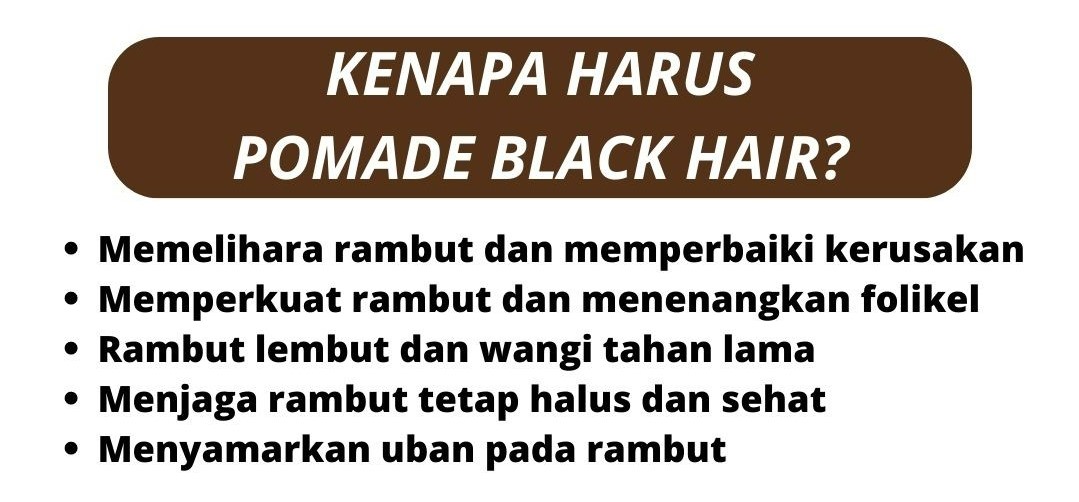 KENAPA HARUS
POMADE BLACK HAIR?
• Memelihara rambut dan memperbaiki kerusakan
• Memperkuat rambut dan menenangkan folikel
• Rambut lembut dan wangi tahan lama
• Menjaga rambut tetap halus dan sehat
• Menyamarkan uban pada rambut